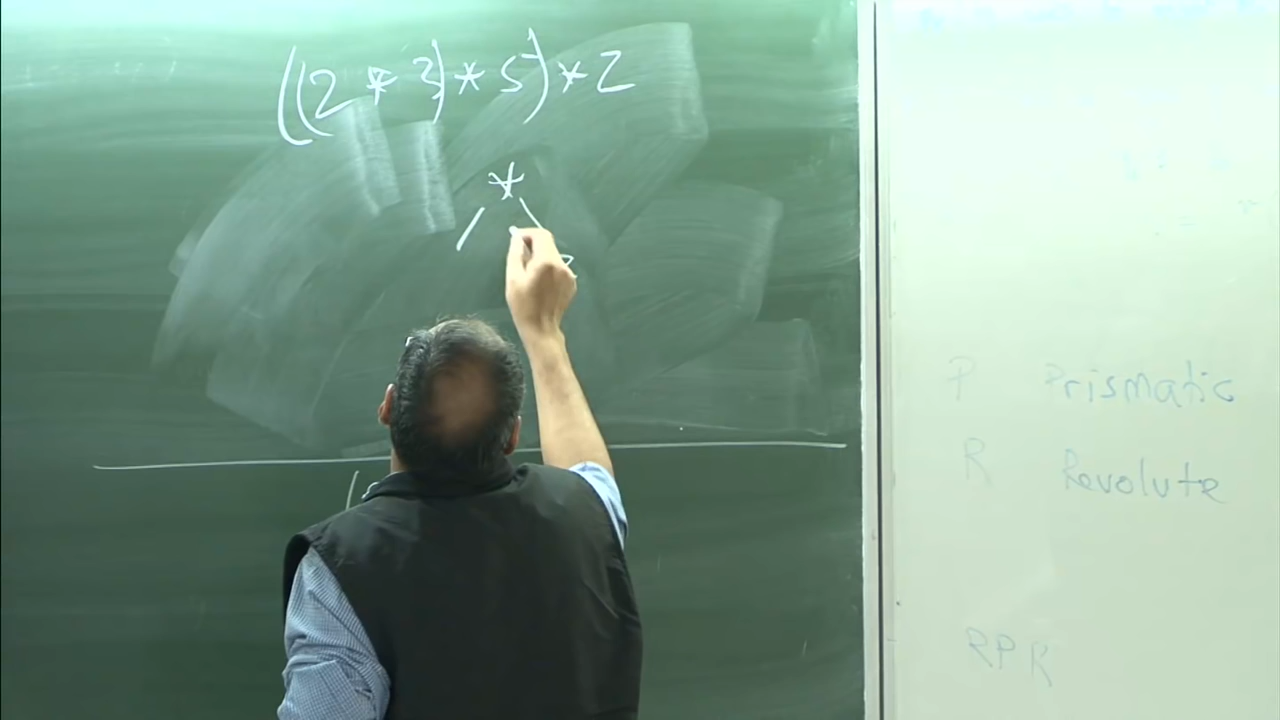 ((2 * 3) * 5) * 2
*
P Prismatic
R Revolute
RPR